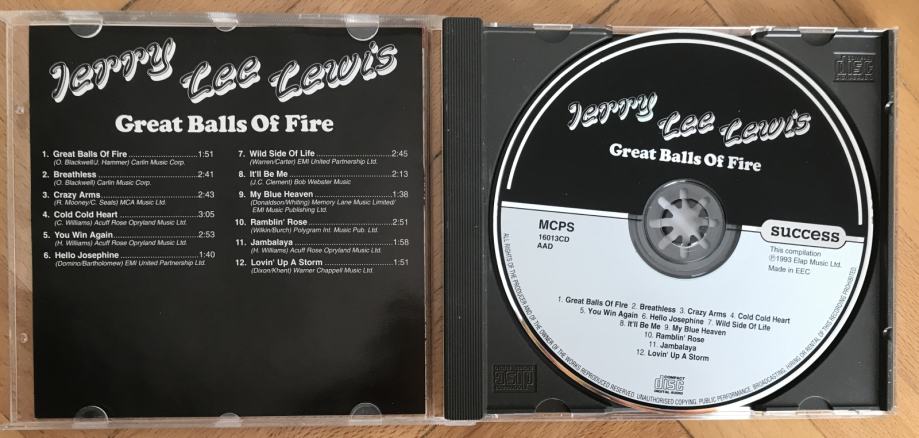 Jerry Lee Lewis
Great Balls Of Fire
1. Great Balls Of Fire..............................1:51
(O. Blackwell/J. Hammer) Carlin Music Corp.
2. Breathless..............................2:41
(O. Blackwell) Carlin Music Corp.
3. Crazy Arms..............................2:43
(R. Mooney/C. Seals) MCA Music Ltd.
4. Cold Cold Heart..............................3:05
(C. Williams) Acuff Rose Opryland Music Ltd.
5. You Win Again..............................2:53
(H. Williams) Acuff Rose Opryland Music Ltd.
6. Hello Josephine..............................1:40
(Domino/Bartholomew) EMI United Partnership Ltd.
7. Wild Side Of Life..............................2:45
(Warren/Carter) EMI United Partnership Ltd.
8. It'll Be Me..............................2:13
(J.C. Clement) Bob Webster Music
9. My Blue Heaven..............................1:38
(Donaldson/Whiting) Memory Lane Music Limited/
EMI Music Publishing Ltd.
10. Ramblin' Rose..............................2:51
(Wilkin/Burch) Polygram Int. Music Pub. Ltd.
11. Jambalaya..............................1:58
(H. Williams) Acuff Rose Opryland Music Ltd.
12. Lovin' Up A Storm..............................1:51
(Dixon/Khent) Warner Chappell Music Ltd.
Jerry Lee Lewis
Great Balls Of Fire
MCPS
16013CD
AAD
success
This compilation
℗1993 Elap Music Ltd.
Made in EEC
1. Great Balls Of Fire 2. Breathless 3. Crazy Arms 4. Cold Cold Heart
5. You Win Again 6. Hello Josephine 7. Wild Side Of Life
8. It'll Be Me 9. My Blue Heaven
10. Ramblin' Rose
11. Jambalaya
12. Lovin' Up A Storm
COMPACT
disc
DIGITAL AUDIO
ALL RIGHTS OF THE PRODUCER AND OF THE OWNER OF THE WORKS REPRODUCED RESERVED. UNAUTHORISED COPYING, PUBLIC PERFORMANCE, BROADCASTING, HIRING OR RENTAL OF THIS RECORDING PROHIBITED.
disc
disc